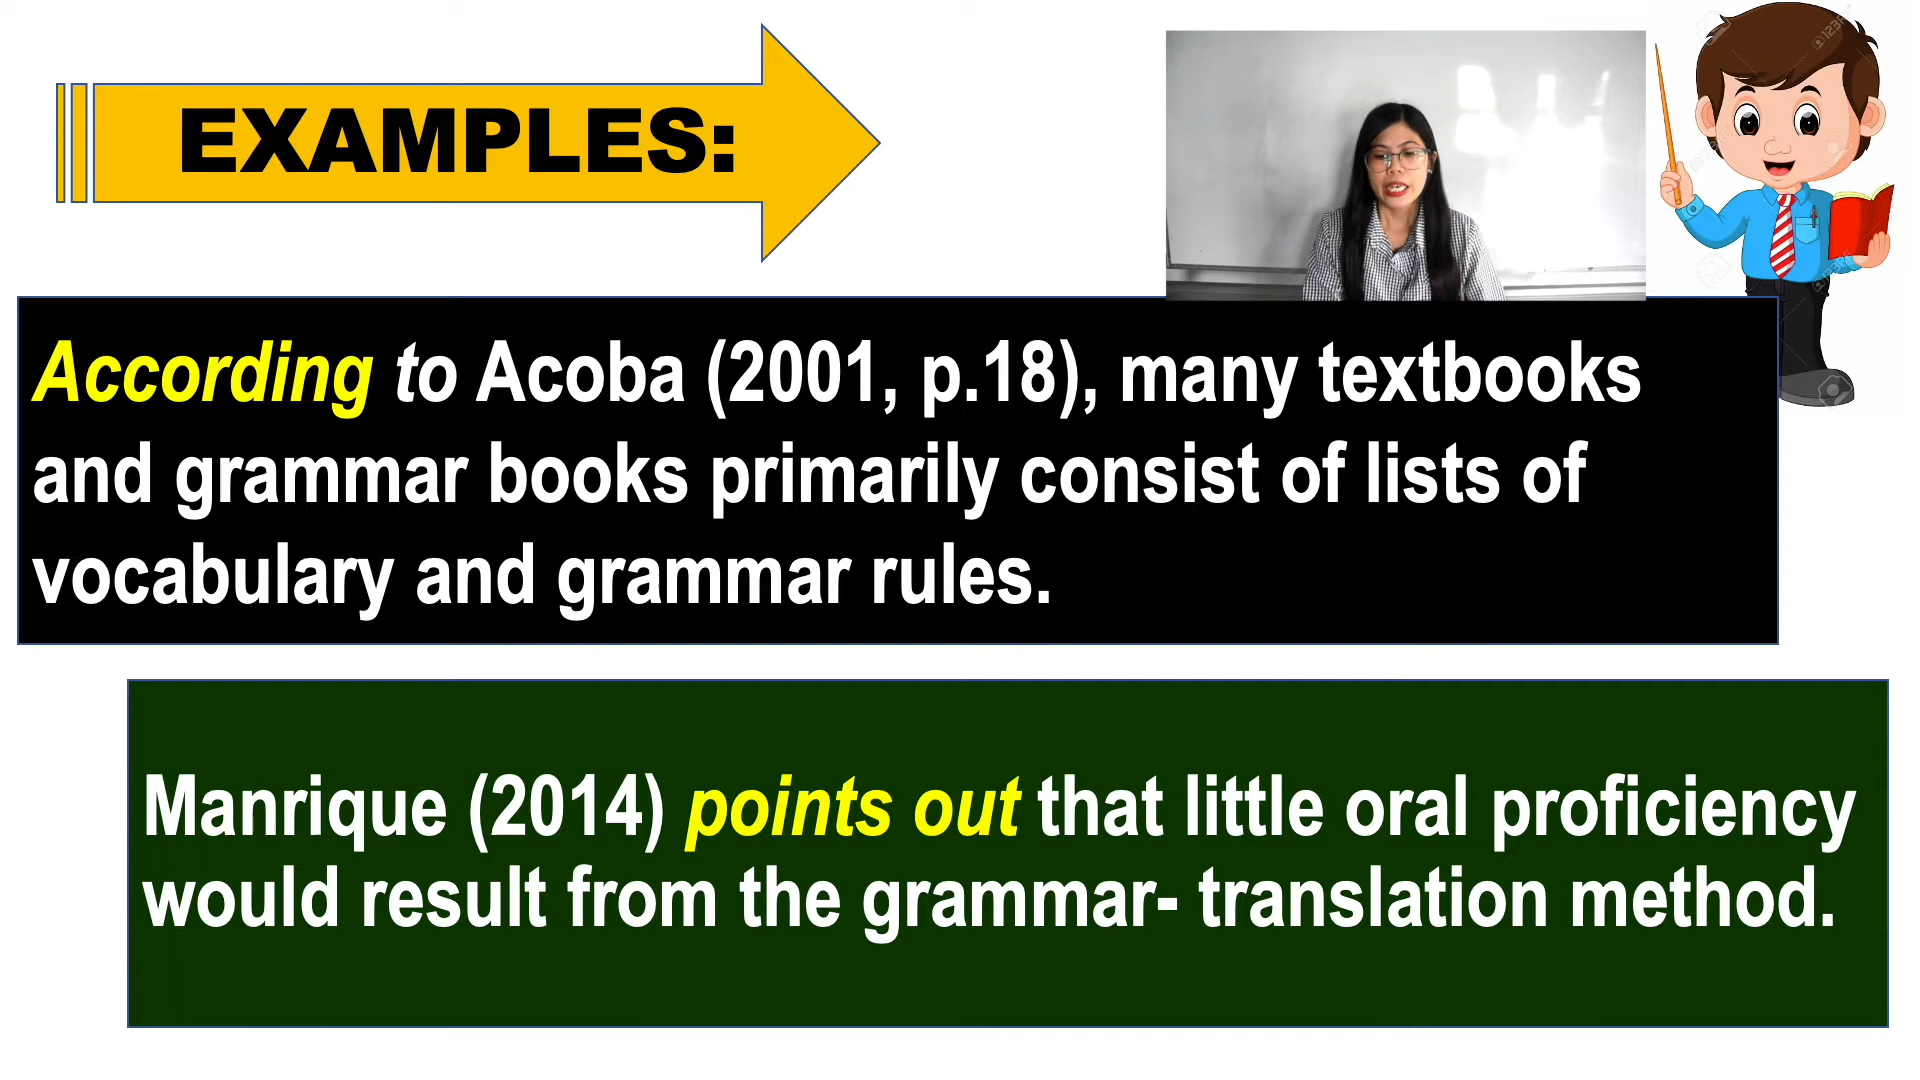 EXAMPLES:
According to Acoba (2001, p.18), many textbooks
and grammar books primarily consist of lists of
vocabulary and grammar rules.
Manrique (2014) points out that little oral proficiency
would result from the grammar- translation method.